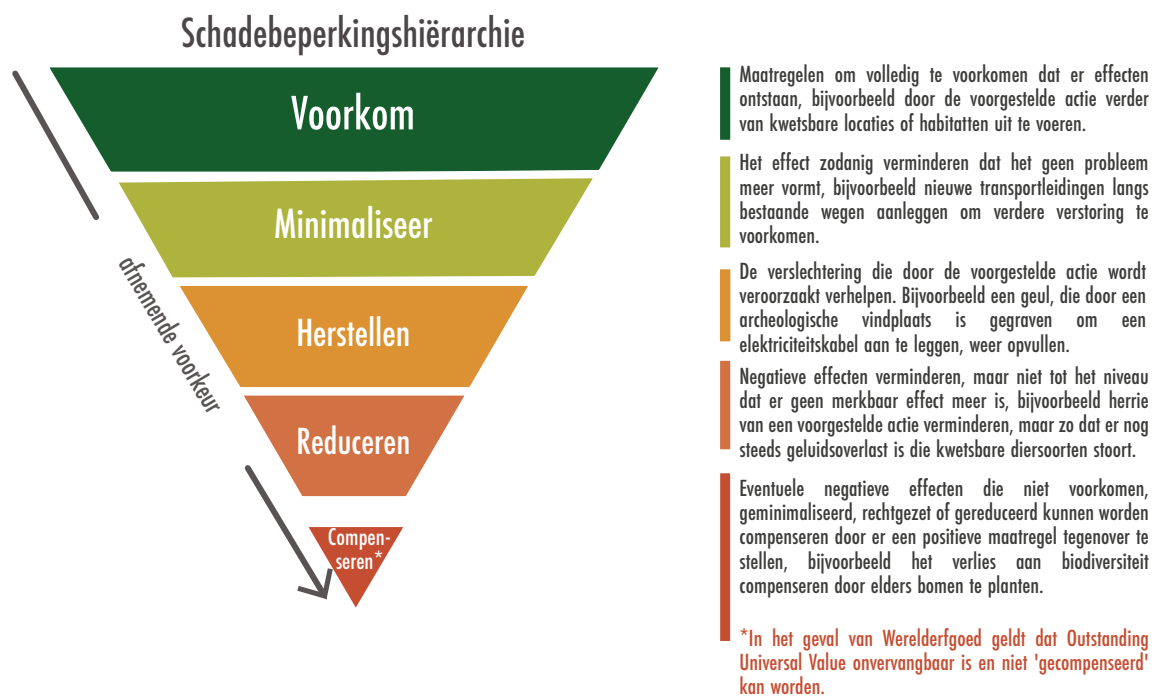 Schadebeperkingshiërarchie
Voorkom
Minimaliseer
Herstellen
Reduceren
Compen-
seren*
afnemende voorkeur
Maatregelen om volledig te voorkomen dat er effecten
ontstaan, bijvoorbeeld door de voorgestelde actie verder
van kwetsbare locaties of habitatten uit te voeren.
Het effect zodanig verminderen dat het geen probleem
meer vormt, bijvoorbeeld nieuwe transportleidingen langs
bestaande wegen aanleggen om verdere verstoring te
voorkomen.
De verslechtering die door de voorgestelde actie wordt
veroorzaakt verhelpen. Bijvoorbeeld een geul, die door een
archeologische vindplaats is gegraven om een
elektriciteitskabel aan te leggen, weer opvullen.
Negatieve effecten verminderen, maar niet tot het niveau
dat er geen merkbaar effect meer is, bijvoorbeeld herrie
van een voorgestelde actie verminderen, maar zo dat er nog
steeds geluidsoverlast is die kwetsbare diersoorten stoort.
Eventuele negatieve effecten die niet voorkomen,
geminimaliseerd, rechtgezet of gereduceerd kunnen worden
compenseren door er een positieve maatregel tegenover te
stellen, bijvoorbeeld het verlies aan biodiversiteit
compenseren door elders bomen te planten.
*In het geval van Werelderfgoed geldt dat Outstanding
Universal Value onvervangbaar is en niet 'gecompenseerd'
kan worden.